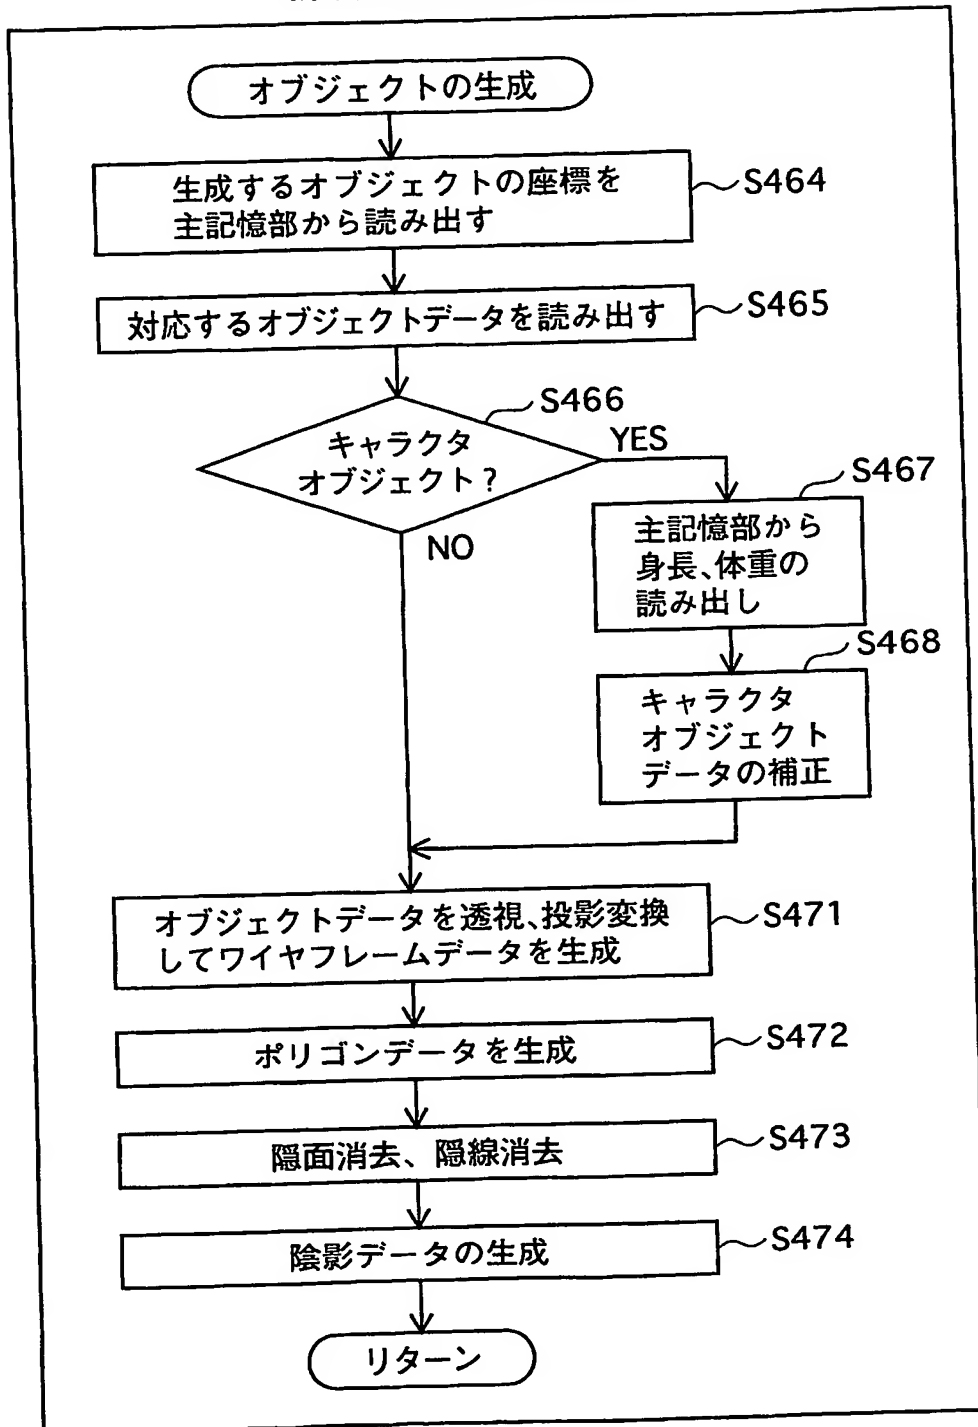 オブジェクトの生成
生成するオブジェクトの座標を
主記憶部から読み出す
S464
対応するオブジェクトデータを読み出す
S465
S466
キャラクタ
オブジェクト?
YES
NO
S467
主記憶部から
身長、体重の
読み出し
S468
キャラクタ
オブジェクト
データの補正
オブジェクトデータを透視、投影変換
してワイヤフレームデータを生成
S471
ポリゴンデータを生成
S472
隠面消去、隠線消去
S473
陰影データの生成
S474
リターン